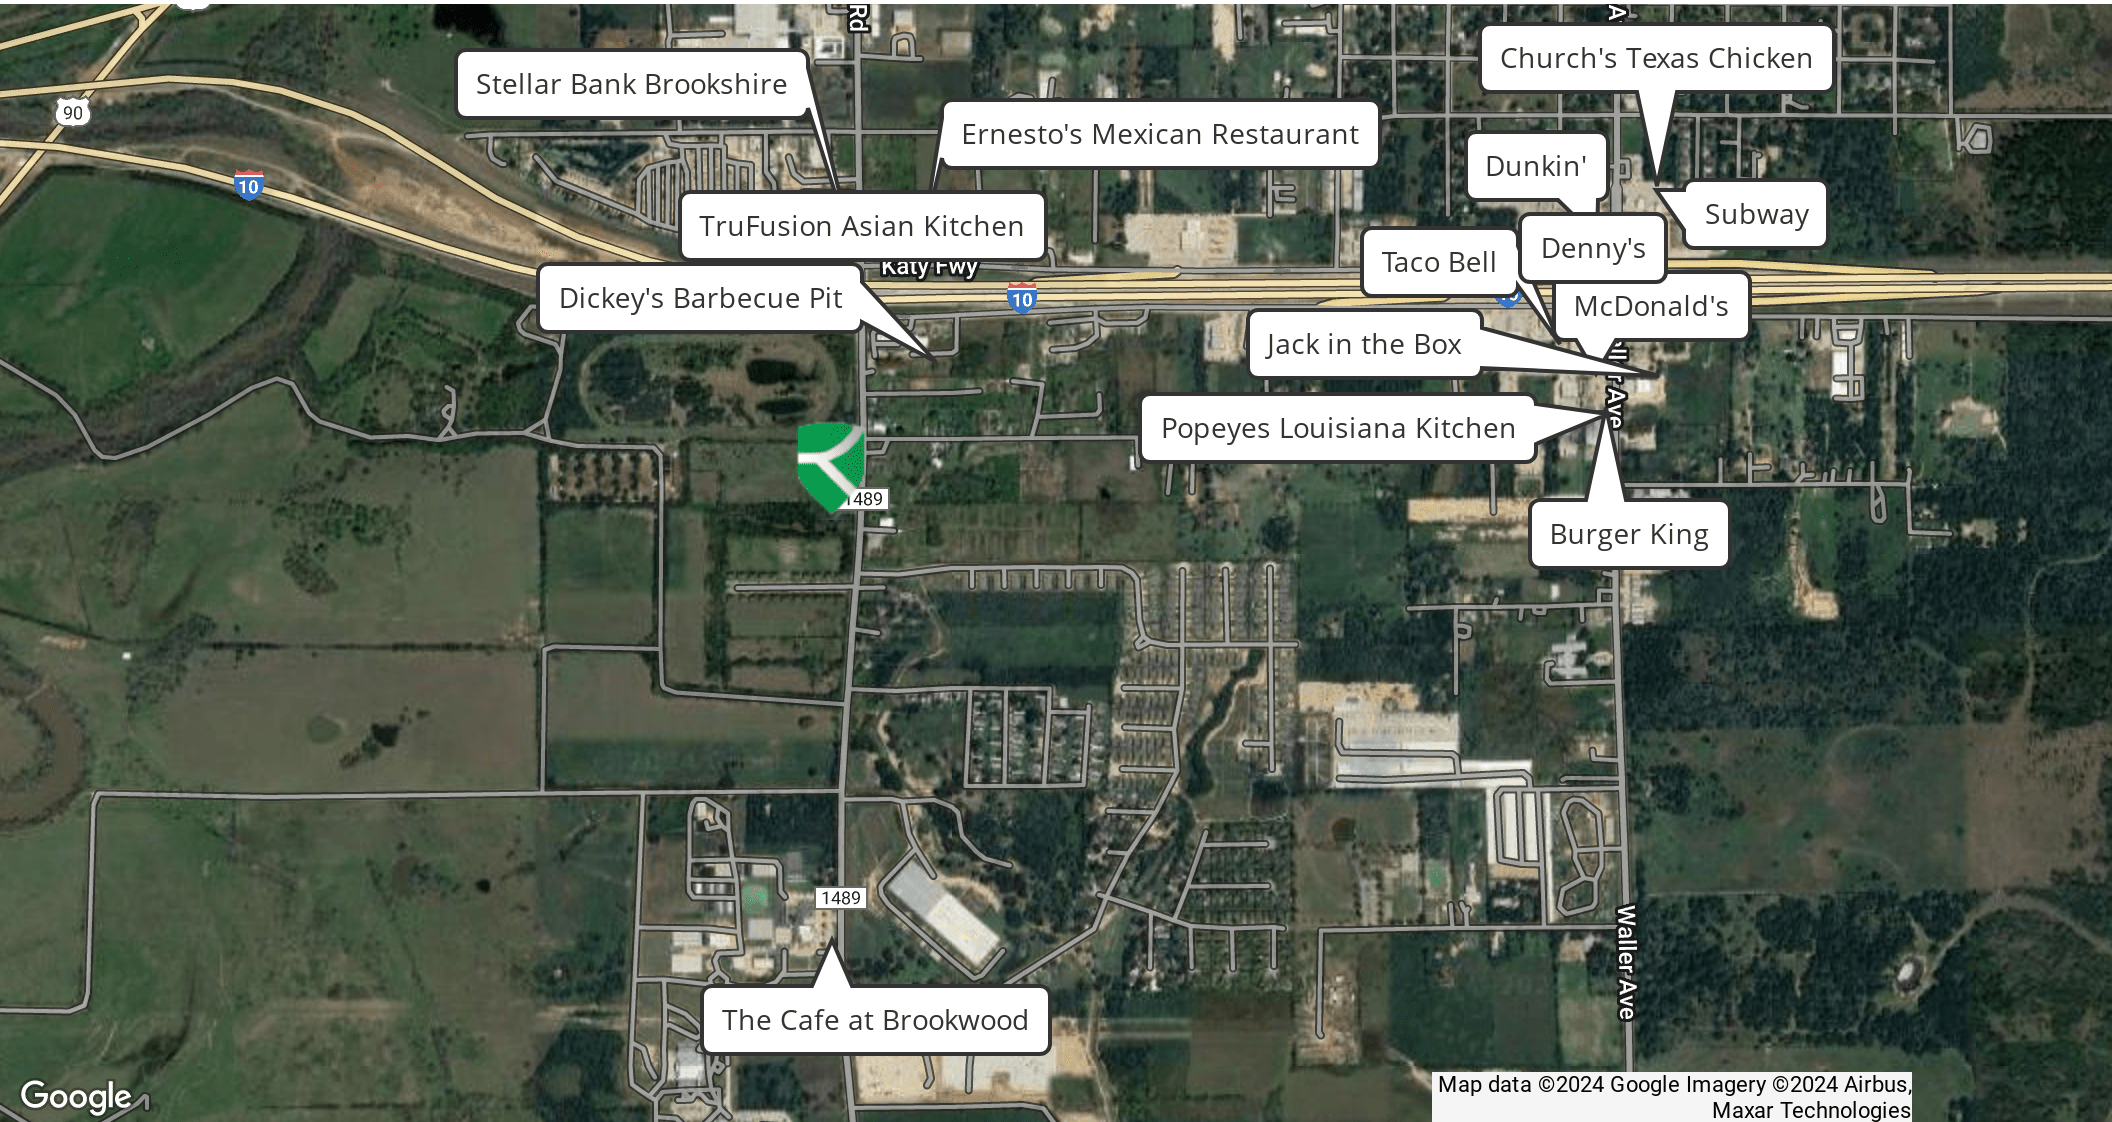 Rd
A
Church's Texas Chicken
Stellar Bank Brookshire
90
Ernesto's Mexican Restaurant
Dunkin'
10
Subway
TruFusion Asian Kitchen
Denny's
Taco Bell
Katy Fwy
Dickey's Barbecue Pit
10
McDonald's
Jack in the Box
r Ave
Popeyes Louisiana Kitchen
1489
Burger King
1489
Waller Ave
The Cafe at Brookwood
Google
Map data ©2024 Google Imagery ©2024 Airbus,
Maxar Technologies